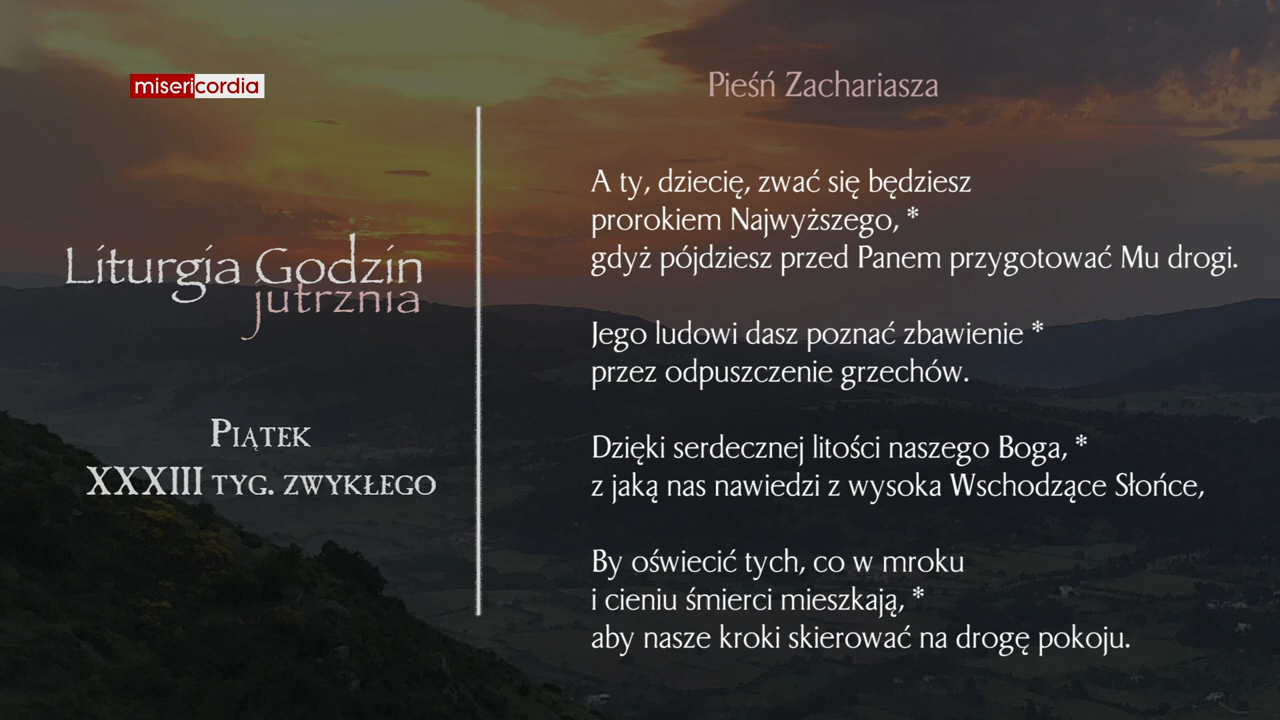 misericordia
Liturgia Godzin
jutrznia
Piątek
XXXIII tyg. zwykłego
Pieśń Zachariasza
A ty, dziecię, zwać się będziesz
prorokiem Najwyższego, *
gdyż pójdziesz przed Panem przygotować Mu drogi.
Jego ludowi dasz poznać zbawienie *
przez odpuszczenie grzechów.
Dzięki serdecznej litości naszego Boga, *
z jaką nas nawiedzi z wysoka Wschodzące Słońce,
By oświecić tych, co w mroku
i cieniu śmierci mieszkają, *
aby nasze kroki skierować na drogę pokoju.